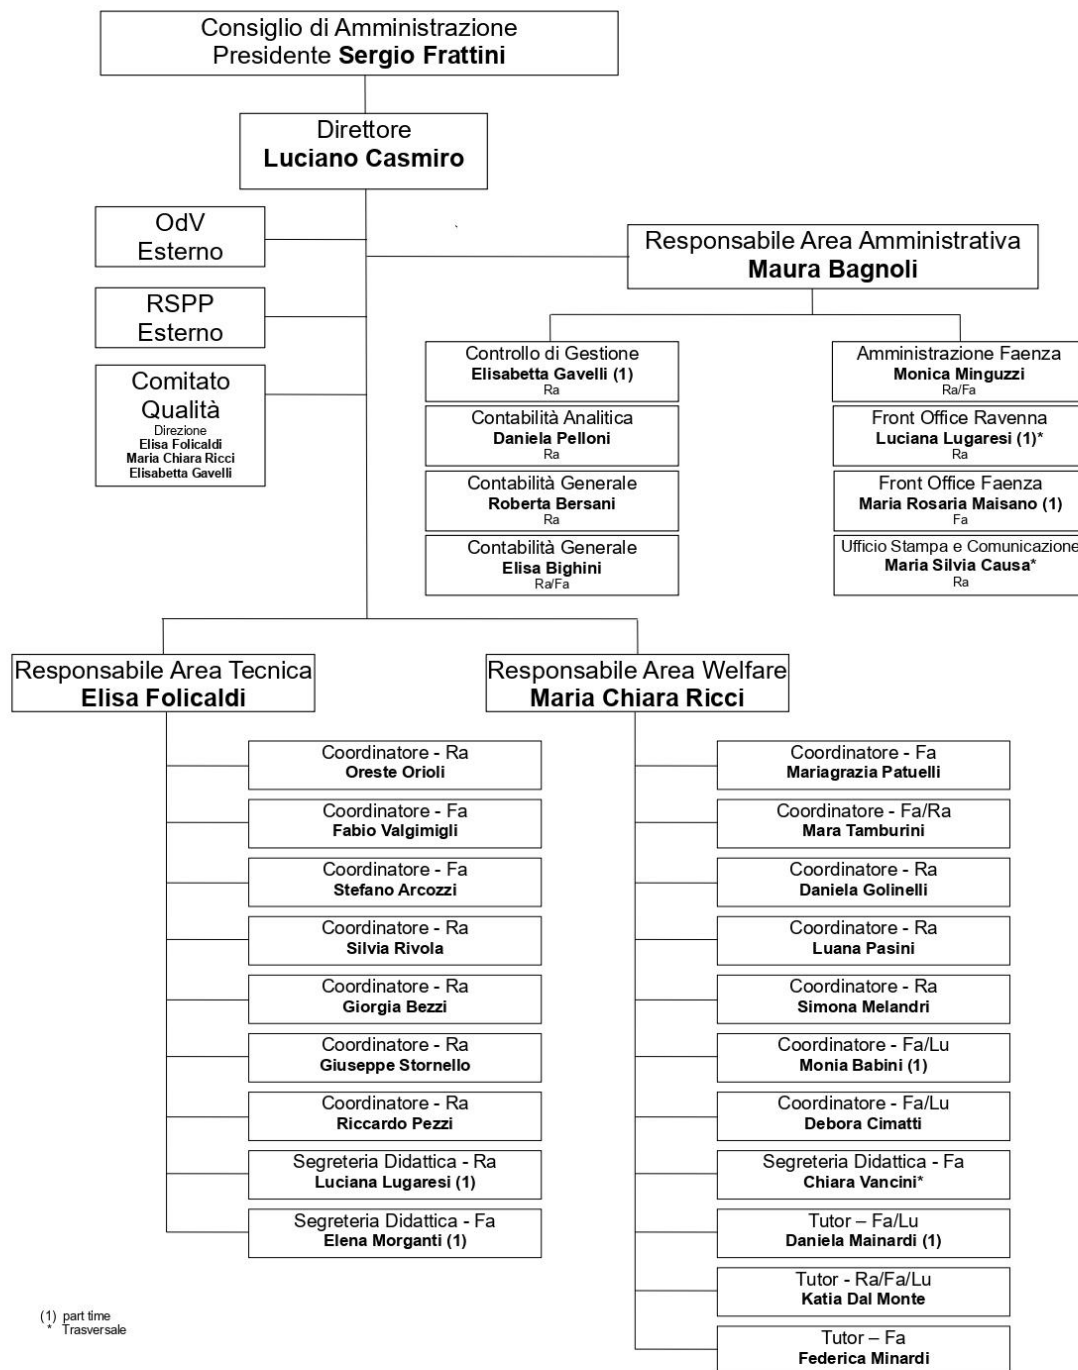 Consiglio di Amministrazione
Presidente Sergio Frattini
Direttore
Luciano Casmiro
OdV
Esterno
RSPP
Esterno
Comitato
Qualità
Direzione
Elisa Folicaldi
Maria Chiara Ricci
Elisabetta Gavelli
Responsabile Area Amministrativa
Maura Bagnoli
Controllo di Gestione
Elisabetta Gavelli (1)
Ra
Contabilità Analitica
Daniela Pelloni
Ra
Contabilità Generale
Roberta Bersani
Ra
Contabilità Generale
Elisa Bighini
Ra/Fa
Amministrazione Faenza
Monica Minguzzi
Ra/Fa
Front Office Ravenna
Luciana Lugaresi (1)*
Ra
Front Office Faenza
Maria Rosaria Maisano (1)
Fa
Ufficio Stampa e Comunicazione
Maria Silvia Causa*
Ra
Responsabile Area Tecnica
Elisa Folicaldi
Coordinatore - Ra
Oreste Orioli
Coordinatore - Fa
Fabio Valgimigli
Coordinatore - Fa
Stefano Arcozzi
Coordinatore - Ra
Silvia Rivola
Coordinatore - Ra
Giorgia Bezzi
Coordinatore - Ra
Giuseppe Stornello
Coordinatore - Ra
Riccardo Pezzi
Segreteria Didattica - Ra
Luciana Lugaresi (1)
Segreteria Didattica - Fa
Elena Morganti (1)
Responsabile Area Welfare
Maria Chiara Ricci
Coordinatore - Fa
Mariagrazia Patuelli
Coordinatore - Fa/Ra
Mara Tamburini
Coordinatore - Ra
Daniela Golinelli
Coordinatore - Ra
Luana Pasini
Coordinatore - Ra
Simona Melandri
Coordinatore - Fa/Lu
Monia Babini (1)
Coordinatore - Fa/Lu
Debora Cimatti
Segreteria Didattica - Fa
Chiara Vancini*
Tutor – Fa/Lu
Daniela Mainardi (1)
Tutor - Ra/Fa/Lu
Katia Dal Monte
Tutor – Fa
Federica Minardi
(1) part time
* Trasversale